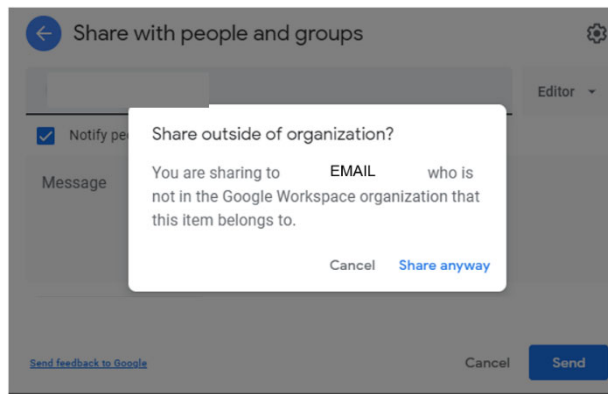 Share with people and groups
Editor
Notify peo
Message
Share outside of organization?
You are sharing to EMAIL who is
not in the Google Workspace organization that
this item belongs to.
Cancel Share anyway
Send feedback to Google
Cancel Send